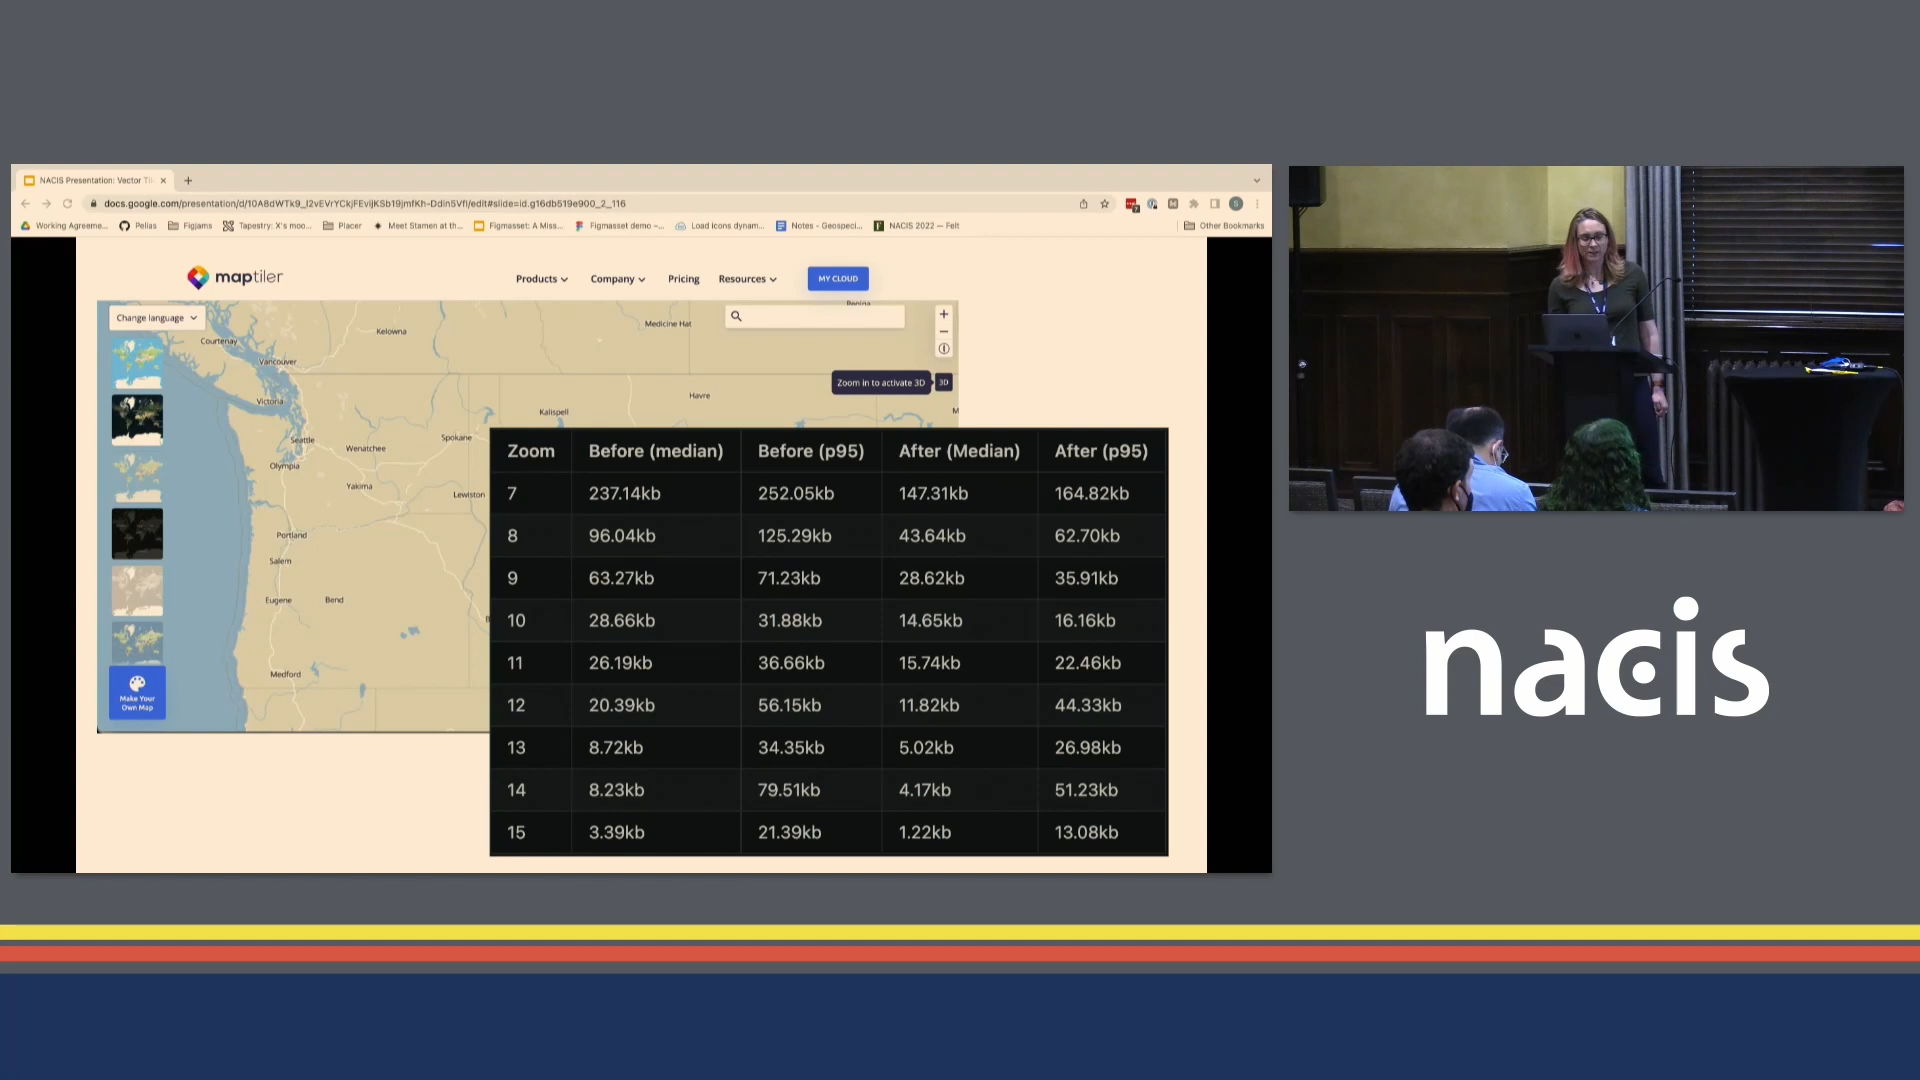 NACIS Presentation: Vector Til
docs.google.com/presentation/d/10A8dWTk9_I2vEVrYCkjFEvijKSb19jmfKh-Ddin5VfI/edit#slide=id.g16db519e900_2_116
Working Agreeme... Pelias Figjams Tapestry: X's moo... Placer Meet Stamen at th... Figmasset: A Miss... Figmasset demo –... Load icons dynam... Notes - Geospaci... NACIS 2022 — Felt Other Bookmarks
maptiler Products Company Pricing Resources MY CLOUD
Change language
Regina
Medicine Hat
Kelowna
Courtenay
Vancouver
Zoom in to activate 3D 3D
Havre
Victoria
Kalispell
M
Seattle
Spokane
Wenatchee
Olympia
Yakima
Lewiston
Portland
Salem
Eugene
Bend
Medford
Make Your
Own Map
Zoom Before (median) Before (p95) After (Median) After (p95)
7 237.14kb 252.05kb 147.31kb 164.82kb
8 96.04kb 125.29kb 43.64kb 62.70kb
9 63.27kb 71.23kb 28.62kb 35.91kb
10 28.66kb 31.88kb 14.65kb 16.16kb
11 26.19kb 36.66kb 15.74kb 22.46kb
12 20.39kb 56.15kb 11.82kb 44.33kb
13 8.72kb 34.35kb 5.02kb 26.98kb
14 8.23kb 79.51kb 4.17kb 51.23kb
15 3.39kb 21.39kb 1.22kb 13.08kb
nacis